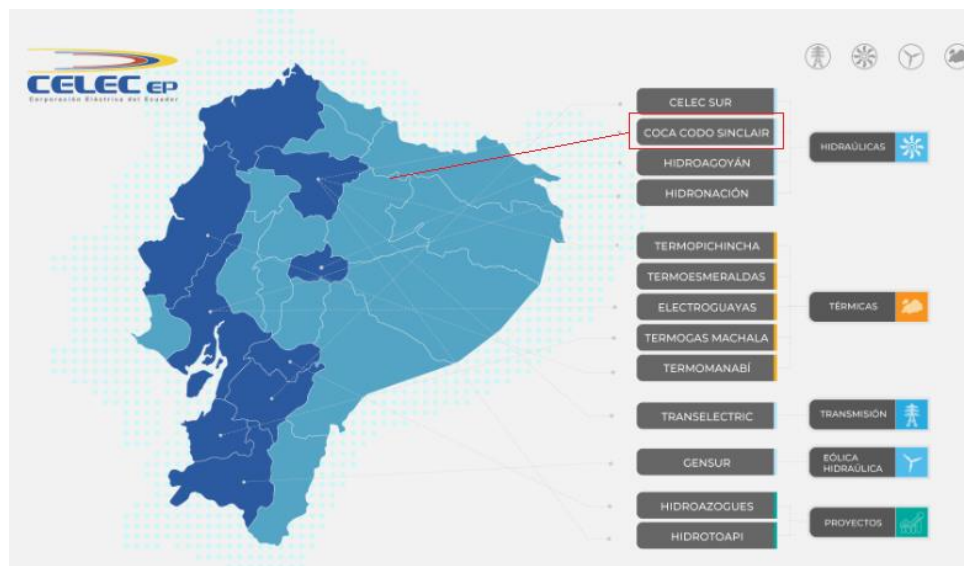 CELEC EP
Corporación Eléctrica del Ecuador
CELEC SUR
COCA CODO SINCLAIR
HIDROAGOYÁN
HIDRONACIÓN
HIDRAÚLICAS
TERMOPICHINCHA
TERMOESMERALDAS
ELECTROGUAYAS
TERMOGAS MACHALA
TERMOMANABÍ
TÉRMICAS
TRANSELECTRIC
TRANSMISIÓN
GENSUR
EÓLICA
HIDRAÚLICA
HIDROAZOGUES
HIDROTOAPI
PROYECTOS